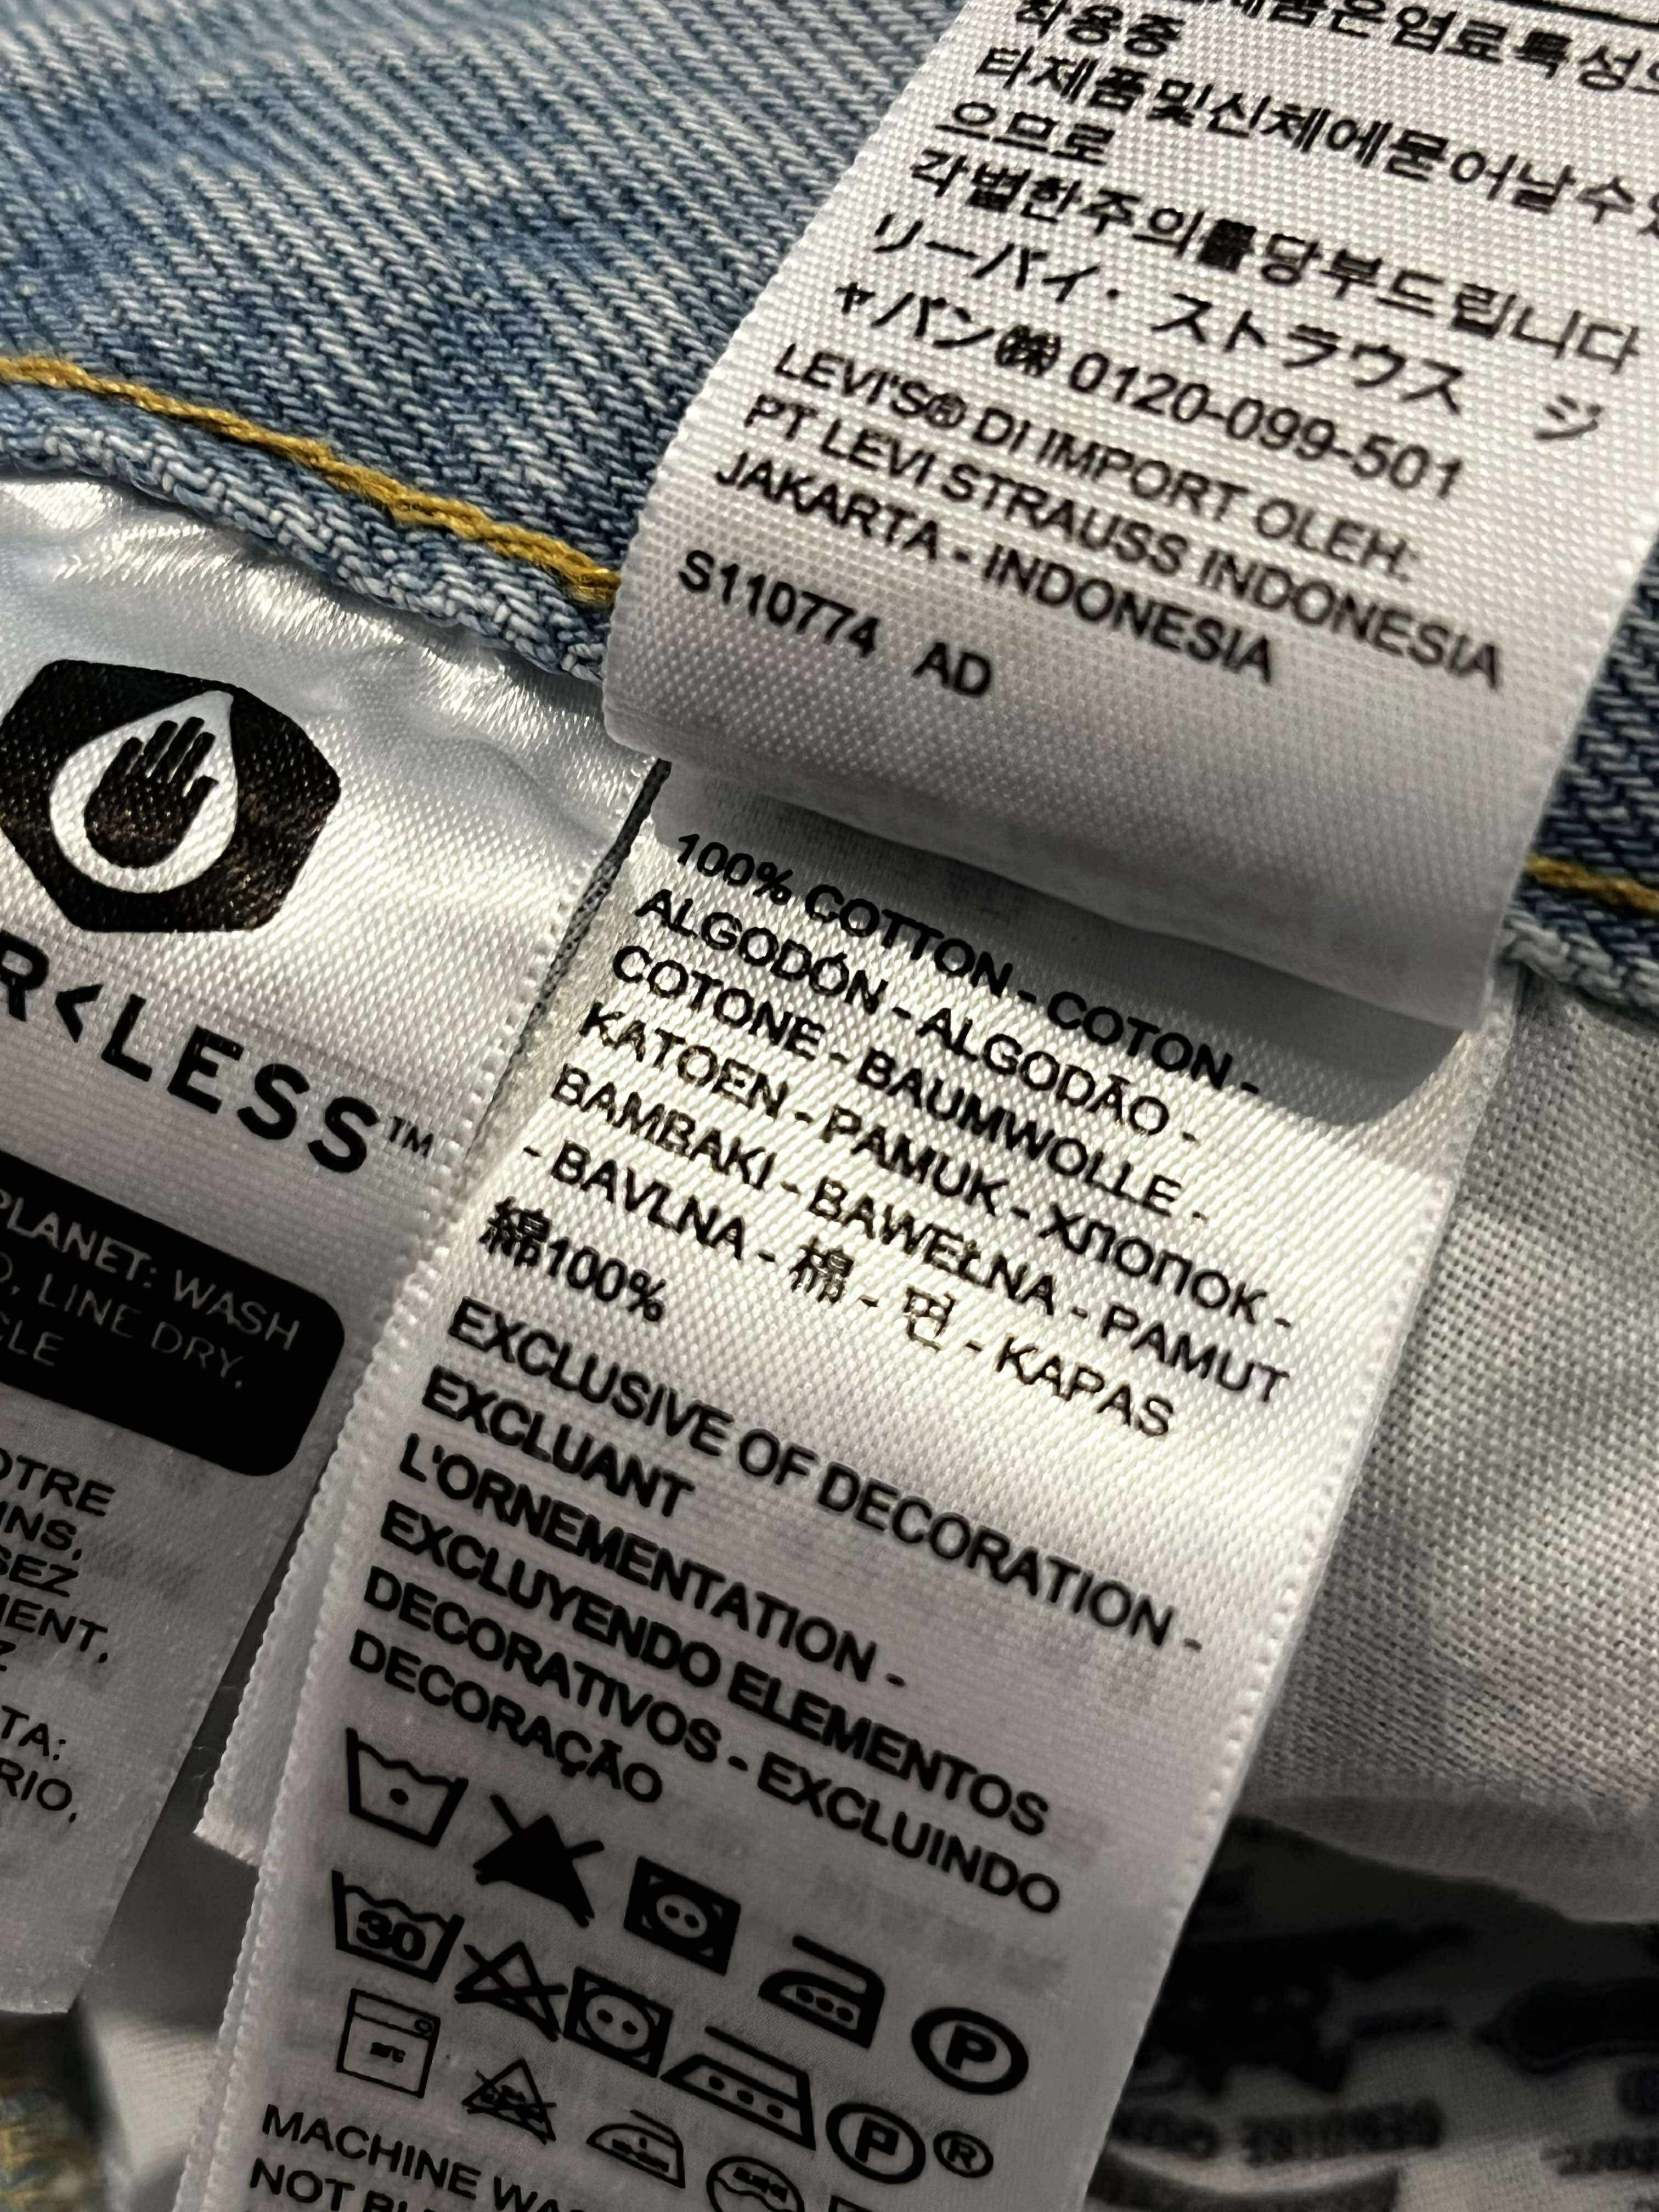 착용중
타제품및신체에묻어날수
으므로
각별한주의를당부드립니다
リーバイ・ストラウス ジ
ャパン㈱ 0120-099-501
LEVI'S® DI IMPORT OLEH:
PT LEVI STRAUSS INDONESIA
JAKARTA - INDONESIA
S110774 AD
R<LESS™
PLANET: WASH
LINE DRY,
100% COTTON - COTON -
ALGODÓN - ALGODÃO -
COTONE - BAUMWOLLE -
KATOEN - PAMUK - ХЛОПОК -
BAMBAKI - BAWEŁNA - PAMUT
- BAVLNA - 棉 - 면 - KAPAS
綿100%
EXCLUSIVE OF DECORATION -
EXCLUANT
L'ORNEMENTATION -
EXCLUYENDO ELEMENTOS
DECORATIVOS - EXCLUINDO
DECORAÇÃO
P
30
P ®
MACHINE
NOT